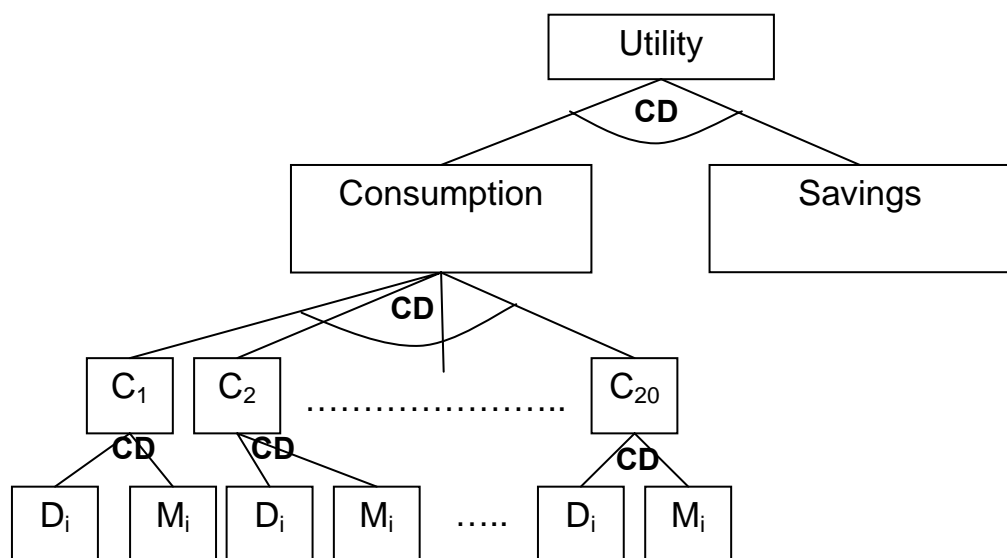 Utility
CD
Consumption Savings
CD
C₁ C₂ …………………….. C₂₀
CD CD CD
Dᵢ Mᵢ Dᵢ Mᵢ ….. Dᵢ Mᵢ